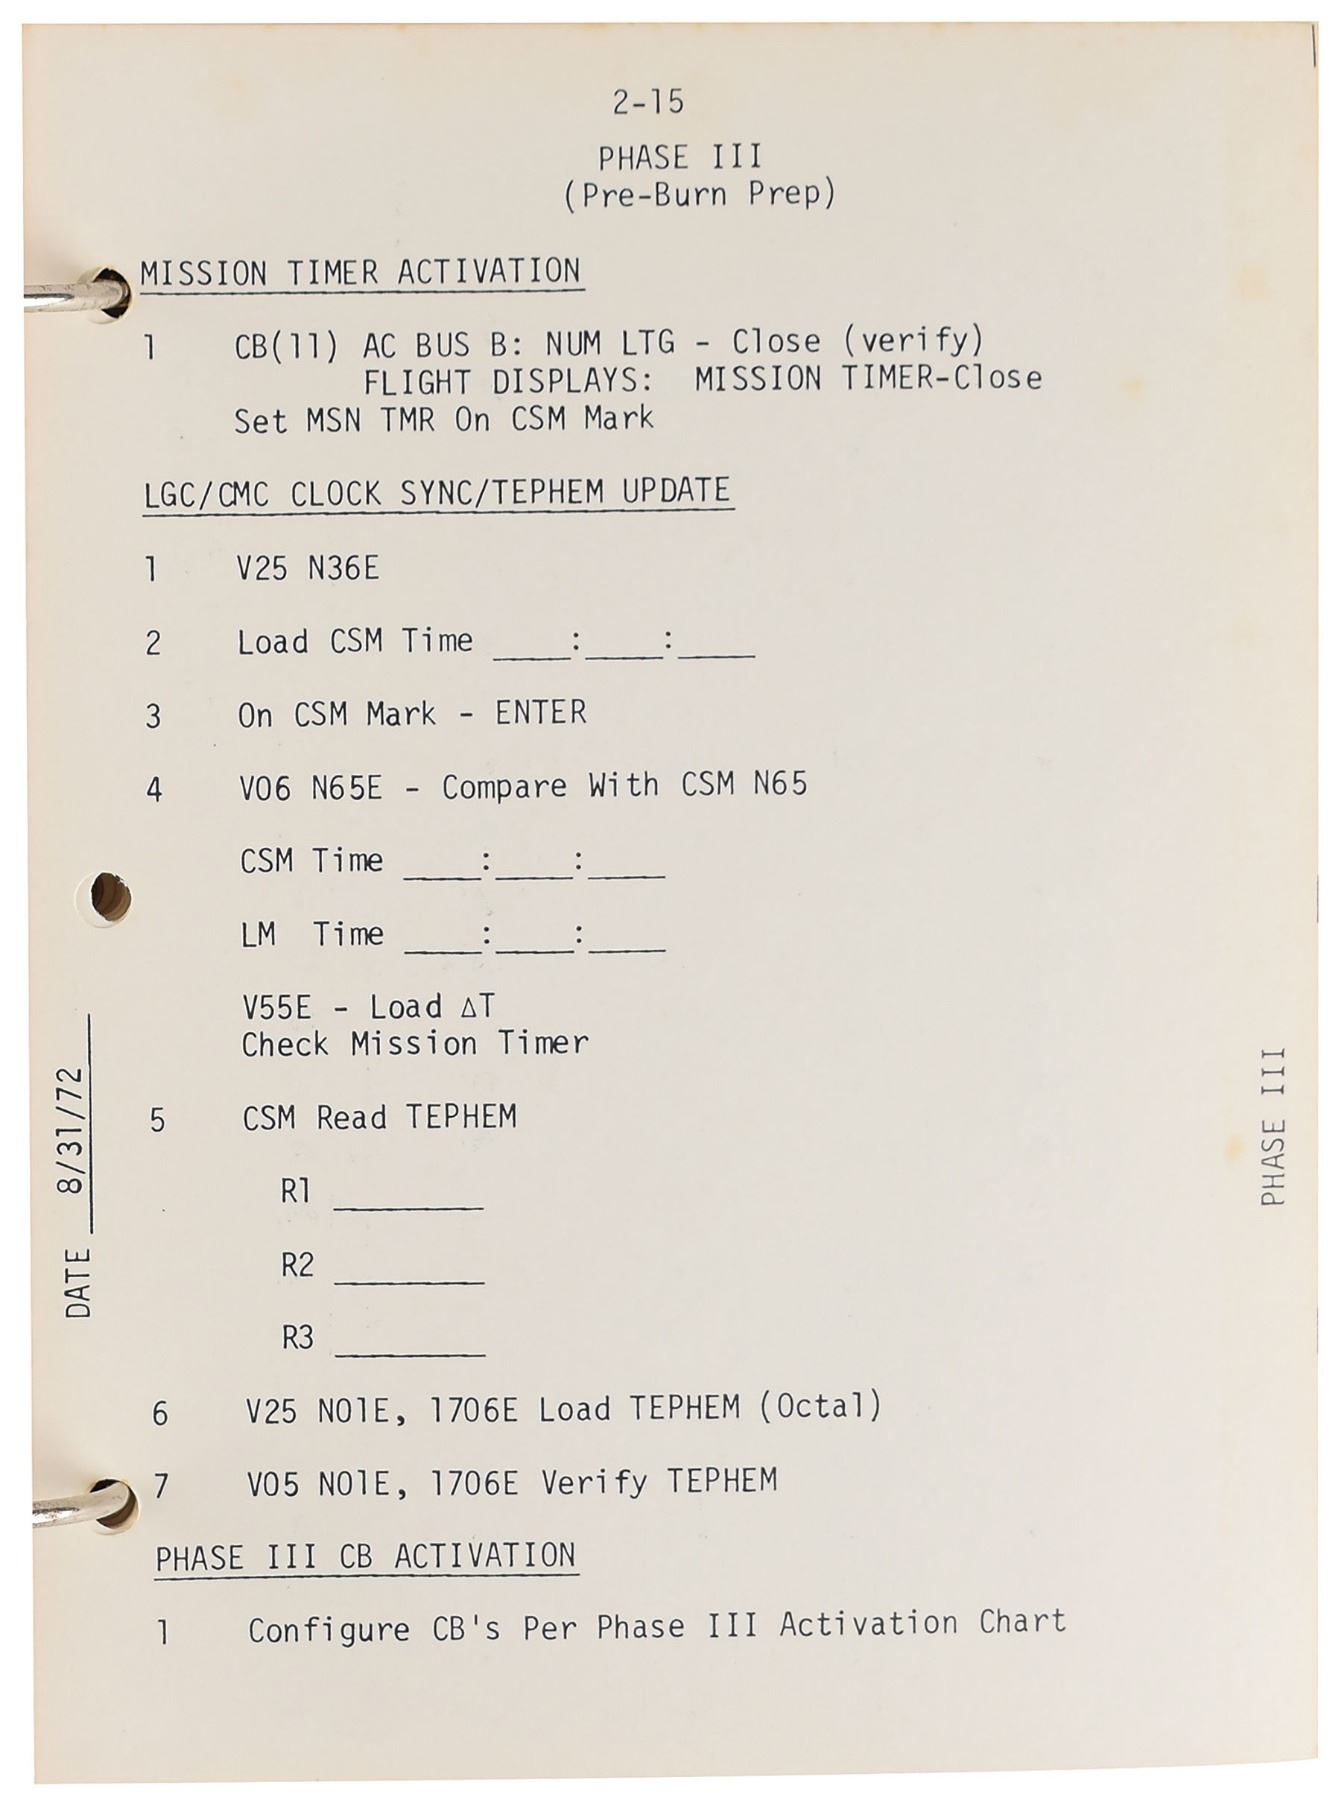 2-15
PHASE III
(Pre-Burn Prep)
MISSION TIMER ACTIVATION
1 CB(11) AC BUS B: NUM LTG - Close (verify)
FLIGHT DISPLAYS: MISSION TIMER-Close
Set MSN TMR On CSM Mark
LGC/CMC CLOCK SYNC/TEPHEM UPDATE
1 V25 N36E
2 Load CSM Time ____:____:____
3 On CSM Mark - ENTER
4 V06 N65E - Compare With CSM N65
CSM Time ____:____:____
LM Time ____:____:____
V55E - Load ΔT
Check Mission Timer
5 CSM Read TEPHEM
R1 ________
R2 ________
R3 ________
6 V25 N01E, 1706E Load TEPHEM (Octal)
7 V05 N01E, 1706E Verify TEPHEM
PHASE III CB ACTIVATION
1 Configure CB's Per Phase III Activation Chart
DATE 8/31/72
PHASE III